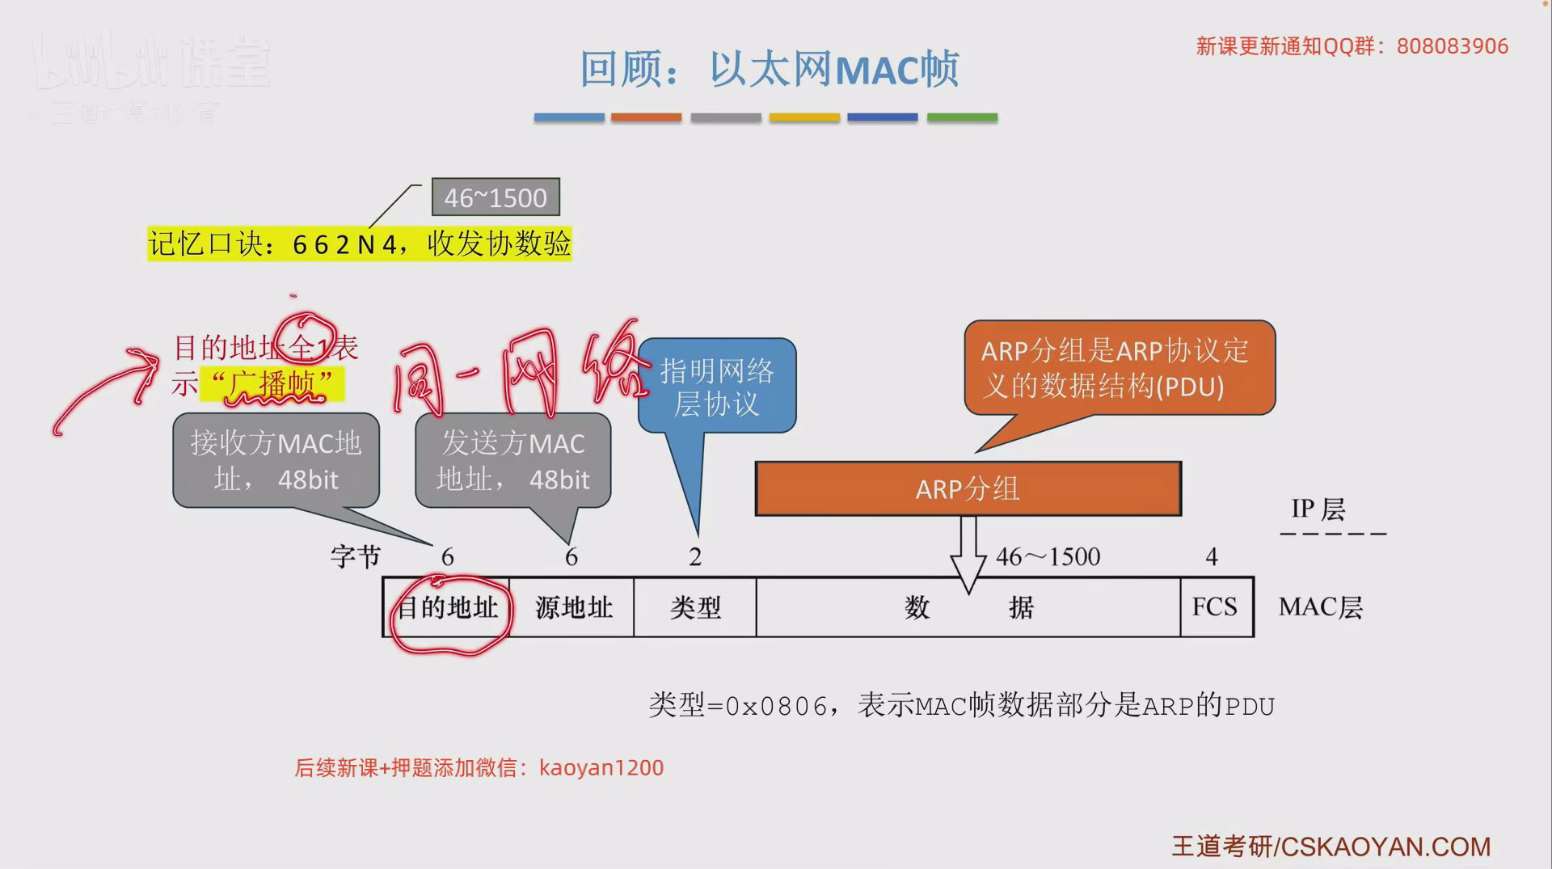 bilibili课堂
新课更新通知QQ群：808083906
回顾：以太网MAC帧
46~1500
记忆口诀：6 6 2 N 4，收发协数验
目的地址全1表
示“广播帧”
同一网络
指明网络
层协议
ARP分组是ARP协议定
义的数据结构(PDU)
接收方MAC地
址， 48bit
发送方MAC
地址， 48bit
ARP分组
IP 层
字节 6 6 2 46～1500 4
目的地址 源地址 类型 数 据 FCS MAC层
类型=0x0806，表示MAC帧数据部分是ARP的PDU
后续新课+押题添加微信：kaoyan1200
王道考研/CSKAOYAN.COM